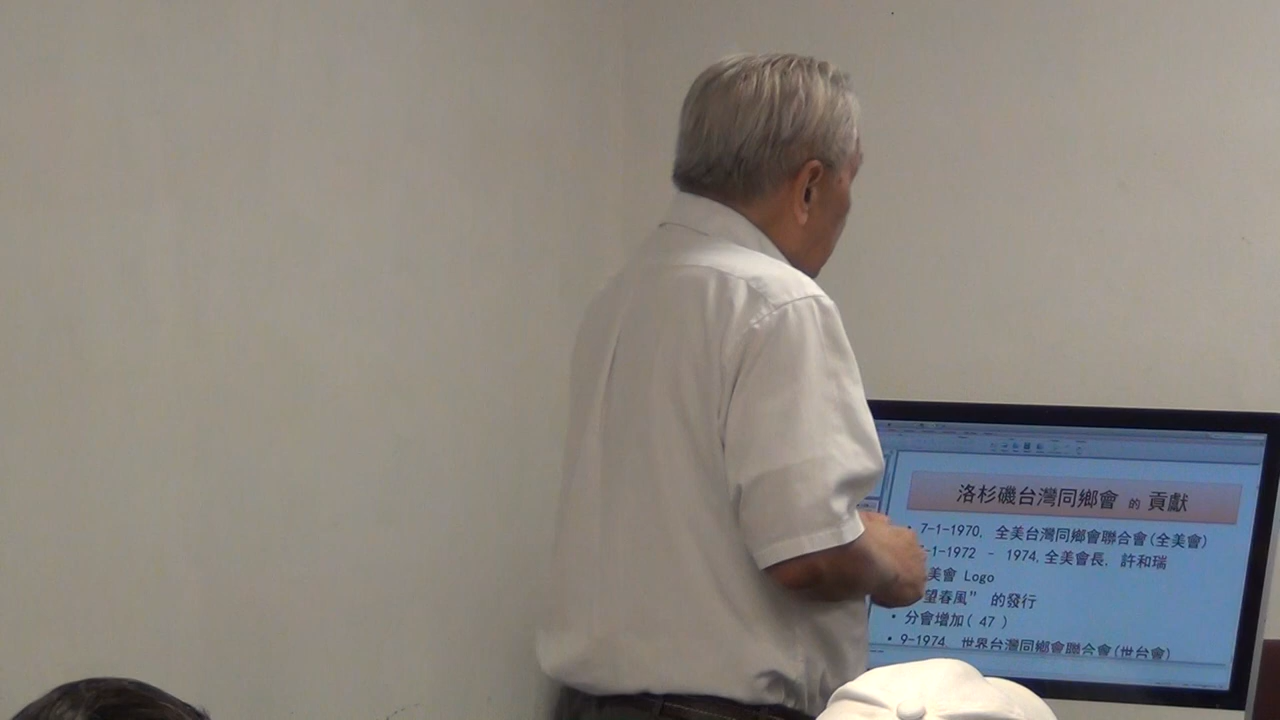 洛杉磯台灣同鄉會 的 貢獻
• 7-1-1970, 全美台灣同鄉會聯合會(全美會)
-1-1972 - 1974,全美會長, 許和瑞
美會 Logo
望春風” 的發行
• 分會增加( 47 )
• 9-1974, 世界台灣同鄉會聯合會(世台會)